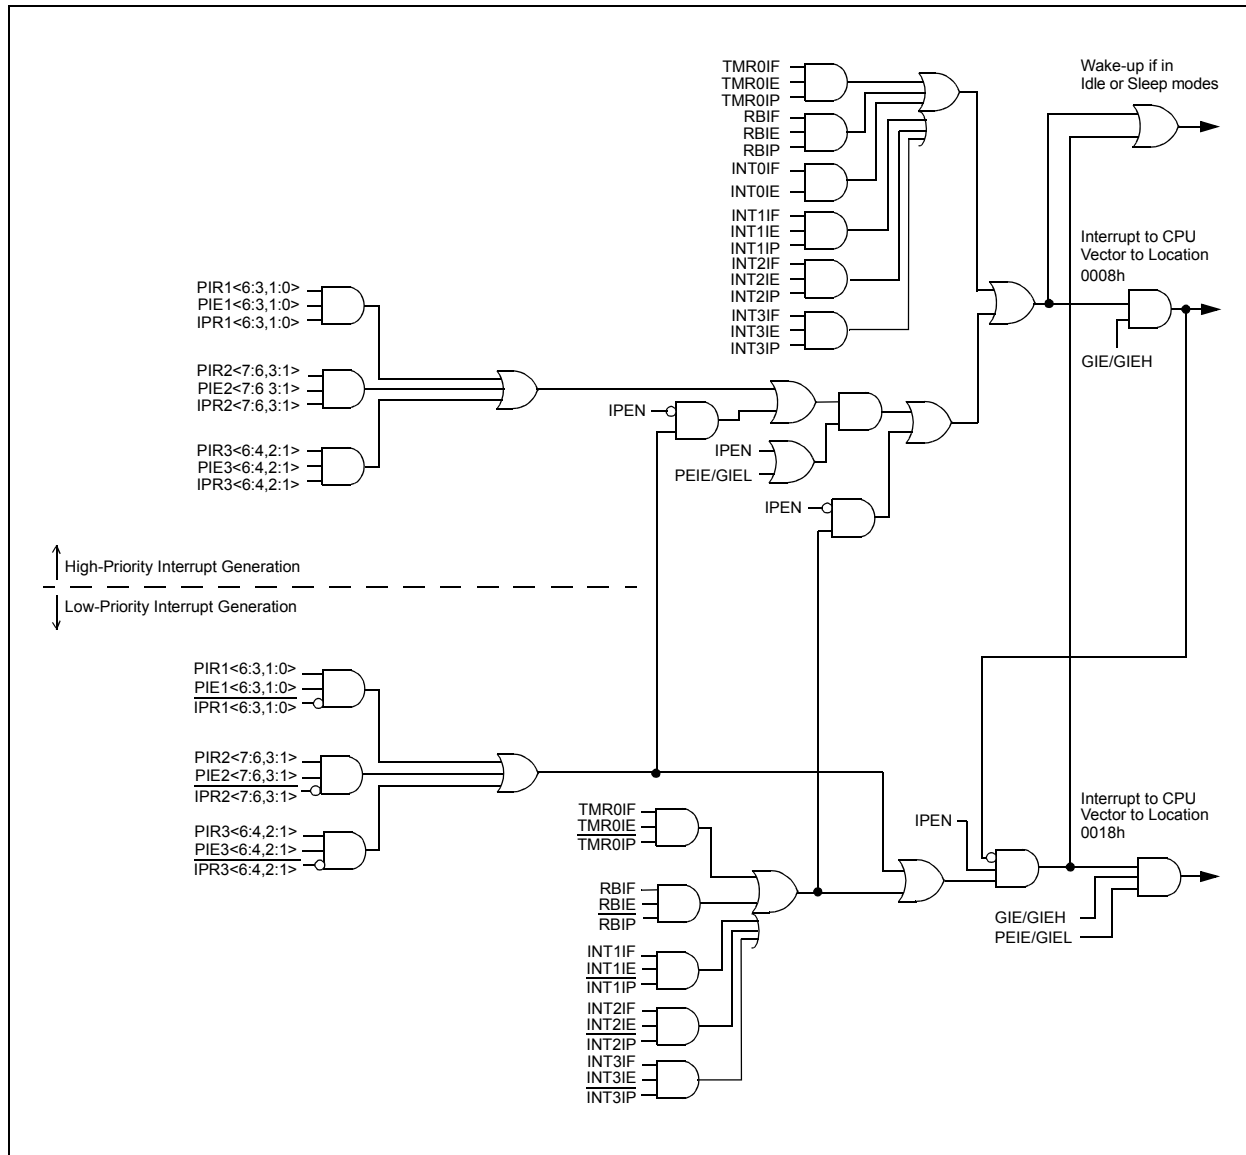 TMR0IF
TMR0IE
TMR0IP
RBIF
RBIE
RBIP
INT0IF
INT0IE
INT1IF
INT1IE
INT1IP
INT2IF
INT2IE
INT2IP
INT3IF
INT3IE
INT3IP
Wake-up if in
Idle or Sleep modes
Interrupt to CPU
Vector to Location
0008h
GIE/GIEH
PIR1<6:3,1:0>
PIE1<6:3,1:0>
IPR1<6:3,1:0>
PIR2<7:6,3:1>
PIE2<7:6 3:1>
IPR2<7:6,3:1>
PIR3<6:4,2:1>
PIE3<6:4,2:1>
IPR3<6:4,2:1>
IPEN
IPEN
PEIE/GIEL
IPEN
High-Priority Interrupt Generation
Low-Priority Interrupt Generation
PIR1<6:3,1:0>
PIE1<6:3,1:0>
IPR1<6:3,1:0>
PIR2<7:6,3:1>
PIE2<7:6,3:1>
IPR2<7:6,3:1>
PIR3<6:4,2:1>
PIE3<6:4,2:1>
IPR3<6:4,2:1>
TMR0IF
TMR0IE
TMR0IP
RBIF
RBIE
RBIP
INT1IF
INT1IE
INT1IP
INT2IF
INT2IE
INT2IP
INT3IF
INT3IE
INT3IP
IPEN
Interrupt to CPU
Vector to Location
0018h
GIE/GIEH
PEIE/GIEL